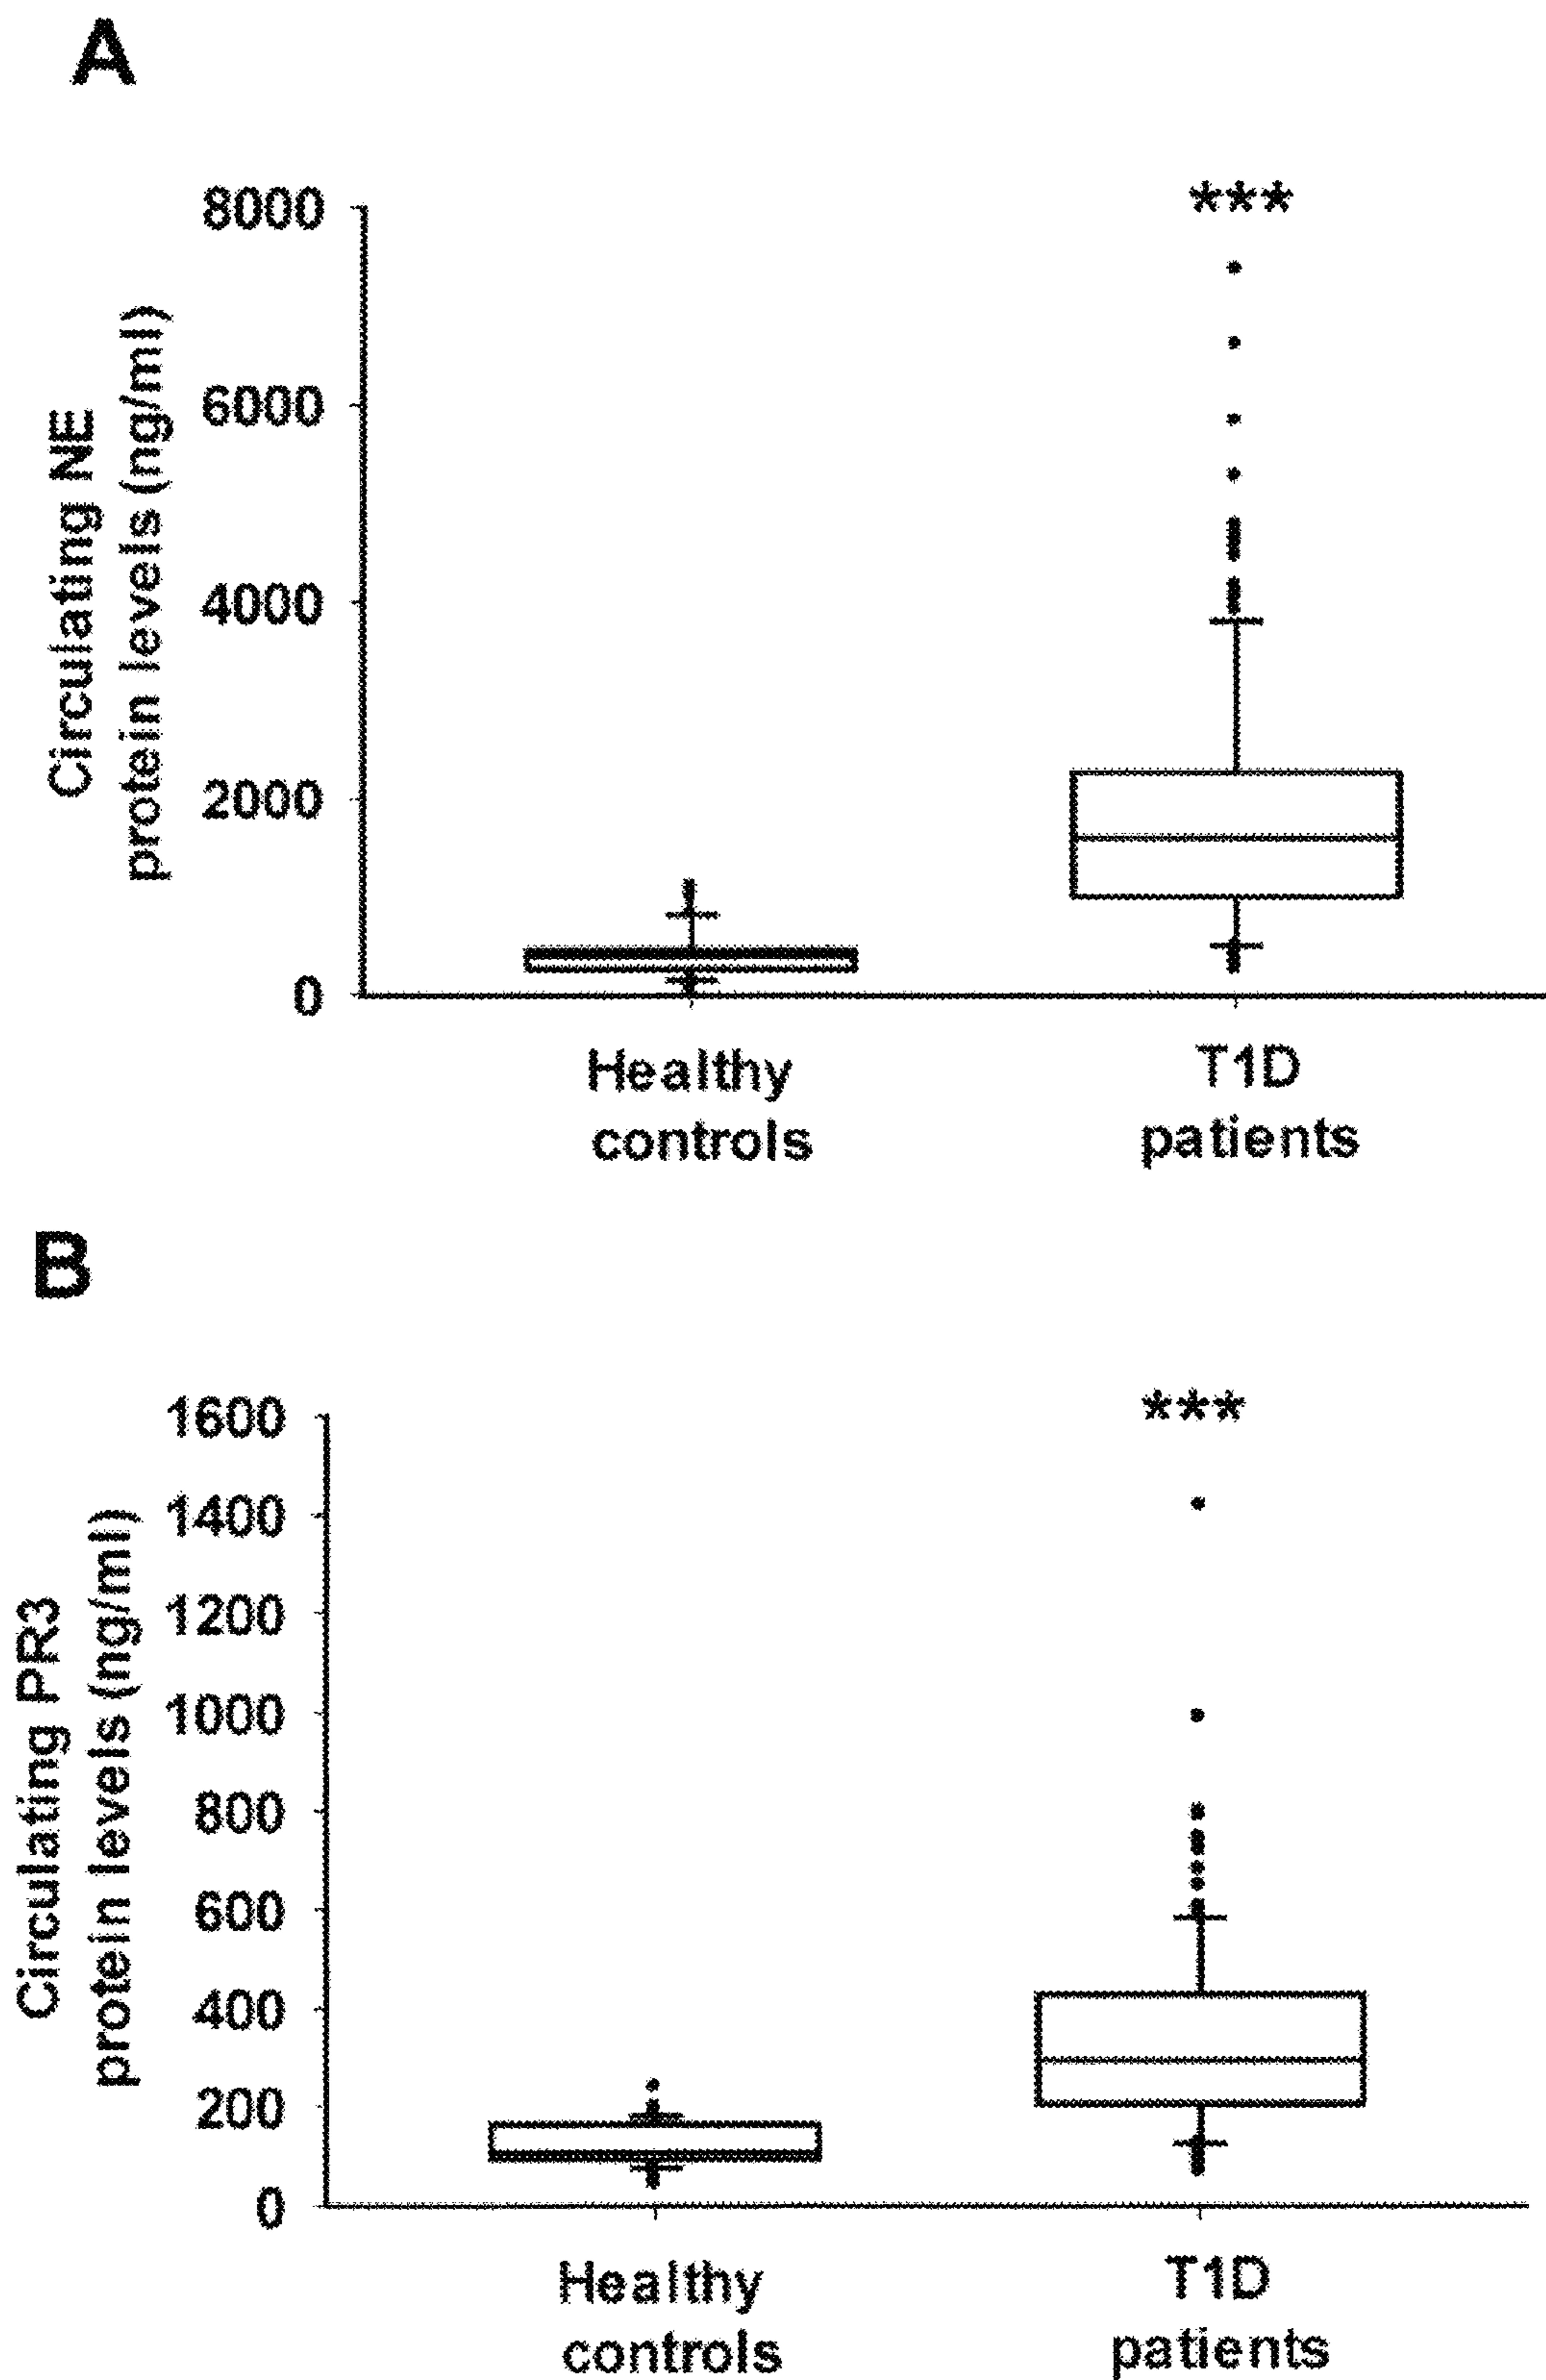 A
***
8000
6000
4000
2000
0
Circulating NE
protein levels (ng/ml)
Healthy
controls
T1D
patients
B
***
1600
1400
1200
1000
800
600
400
200
0
Circulating PR3
protein levels (ng/ml)
Healthy
controls
T1D
patients